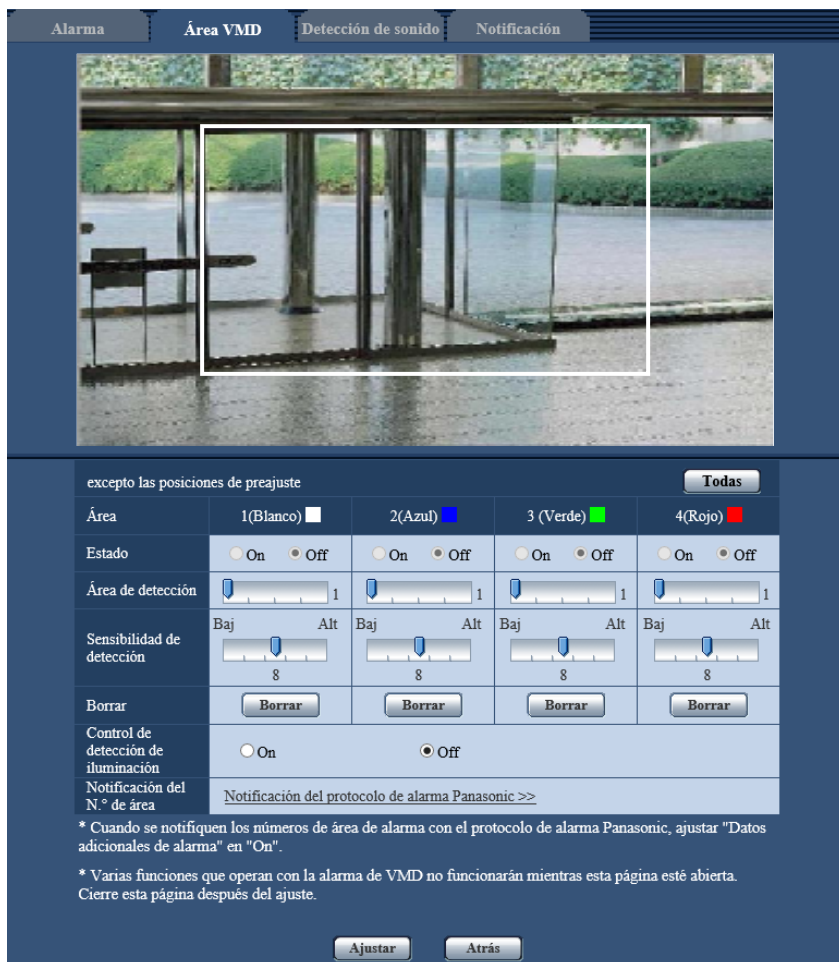 Alarma Área VMD Detección de sonido Notificación
excepto las posiciones de preajuste Todas
Área 1(Blanco) 2(Azul) 3 (Verde) 4(Rojo)
Estado On Off On Off On Off On Off
Área de detección 1 1 1 1
Sensibilidad de detección Baj Alt Baj Alt Baj Alt Baj Alt
8 8 8 8
Borrar Borrar Borrar Borrar Borrar
Control de detección de iluminación On Off
Notificación del N.° de área Notificación del protocolo de alarma Panasonic >>
* Cuando se notifiquen los números de área de alarma con el protocolo de alarma Panasonic, ajustar "Datos
adicionales de alarma" en "On".
* Varias funciones que operan con la alarma de VMD no funcionarán mientras esta página esté abierta.
Cierre esta página después del ajuste.
Ajustar Atrás